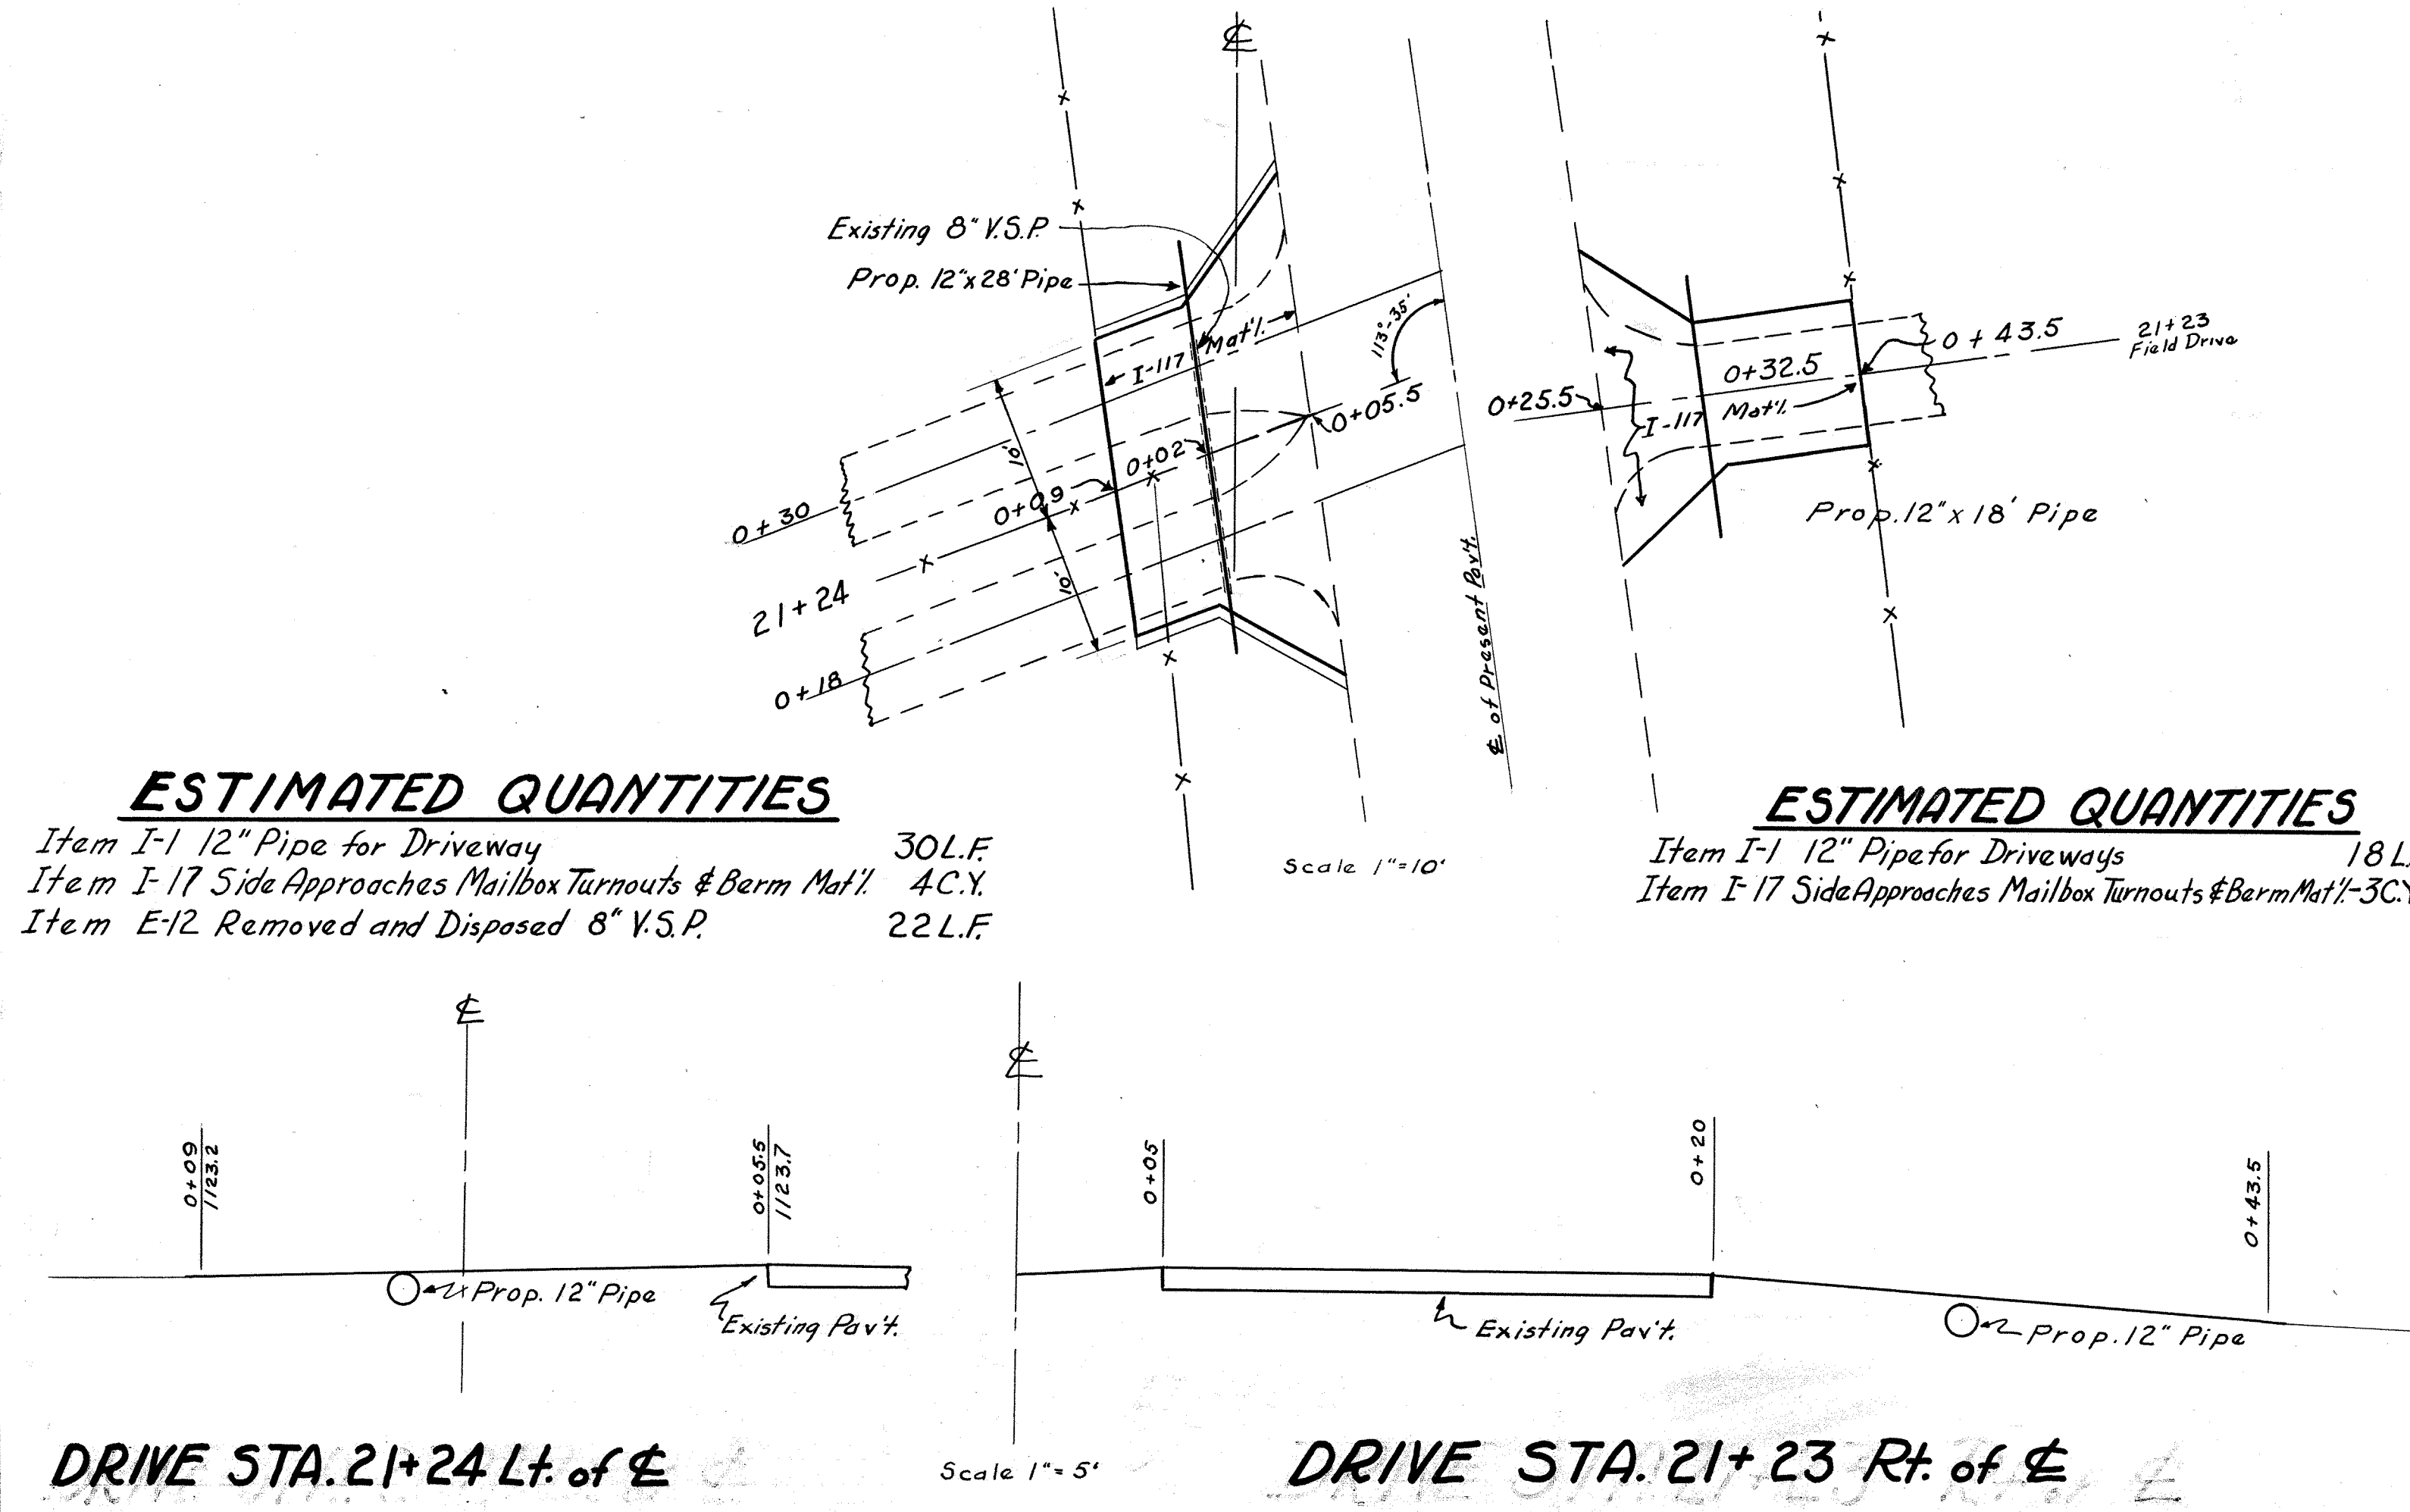 ℄
Existing 8" V.S.P.
Prop. 12"x28' Pipe
I-117 Mat'l.
113°-35'
0+05.5
0+02
0+09
10'
10'
0+30
21+24
0+18
℄ of Present Pav't.
0+25.5
0+32.5
I-117 Mat'l.
0+43.5
21+23
Field Drive
Prop. 12"x18' Pipe
Scale 1"=10'
ESTIMATED QUANTITIES
Item I-1 12" Pipe for Driveway 30 L.F.
Item I-17 Side Approaches Mailbox Turnouts & Berm Mat'l. 4 C.Y.
Item E-12 Removed and Disposed 8" V.S.P. 22 L.F.
ESTIMATED QUANTITIES
Item I-1 12" Pipe for Driveways 18 L.
Item I-17 Side Approaches Mailbox Turnouts & Berm Mat'l.-3 C.Y
℄
0+09
1123.2
0+05.5
1123.7
Prop. 12" Pipe
Existing Pav't.
℄
0+05
0+20
0+43.5
Existing Pav't.
Prop. 12" Pipe
DRIVE STA. 21+24 Lt. of ℄
Scale 1"=5'
DRIVE STA. 21+23 Rt. of ℄